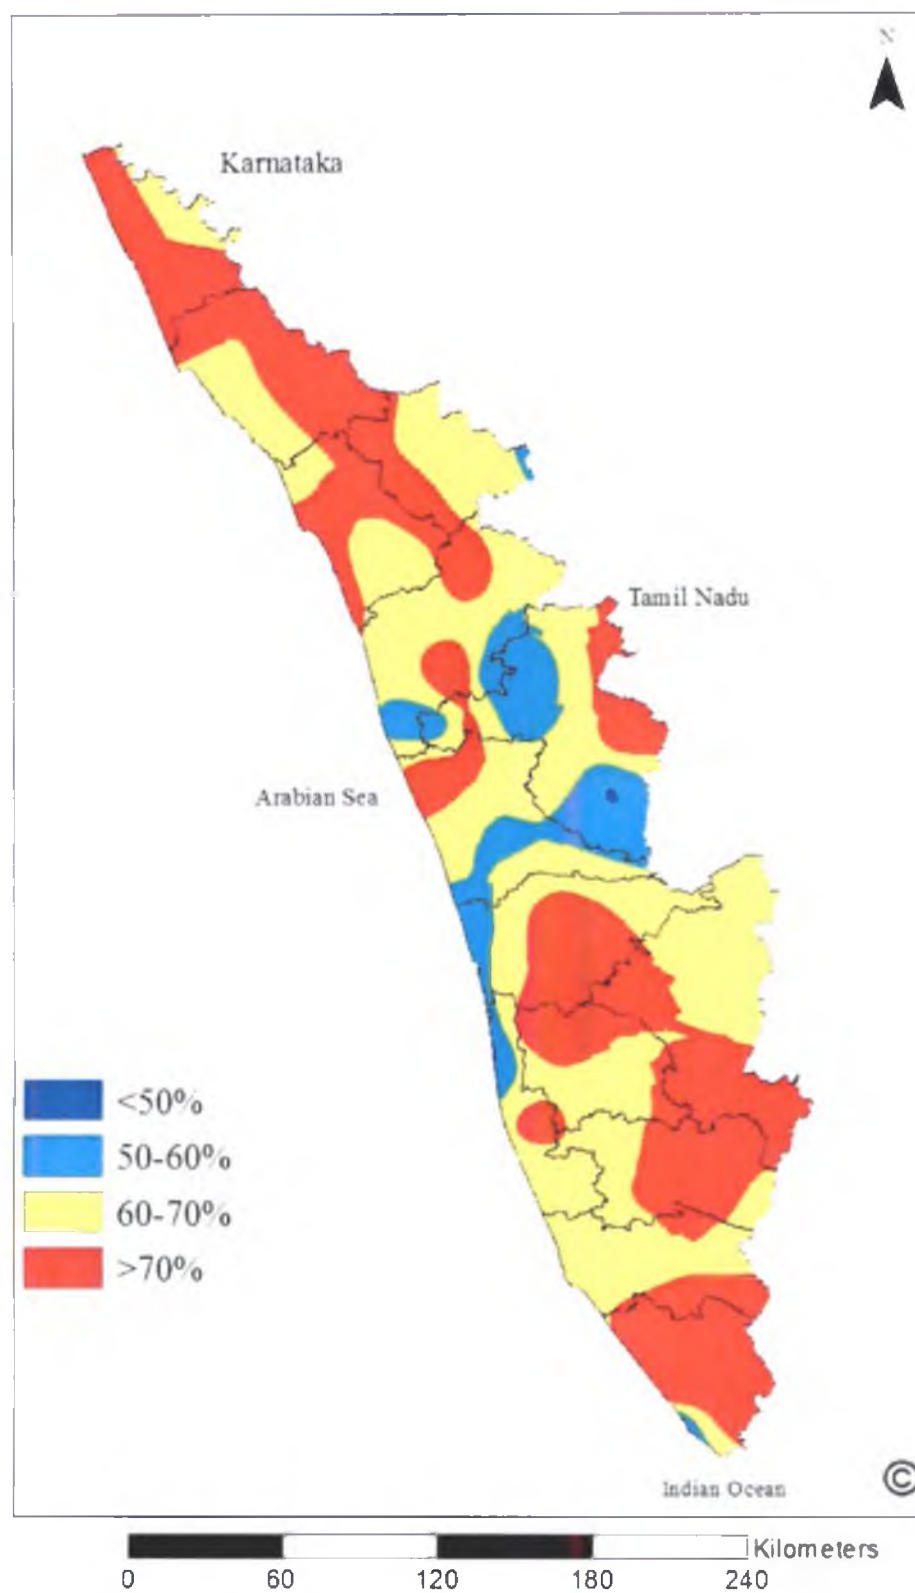 N
Karnataka
Tamil Nadu
Arabian Sea
<50%
50-60%
60-70%
>70%
Indian Ocean
©
Kilometers
0 60 120 180 240